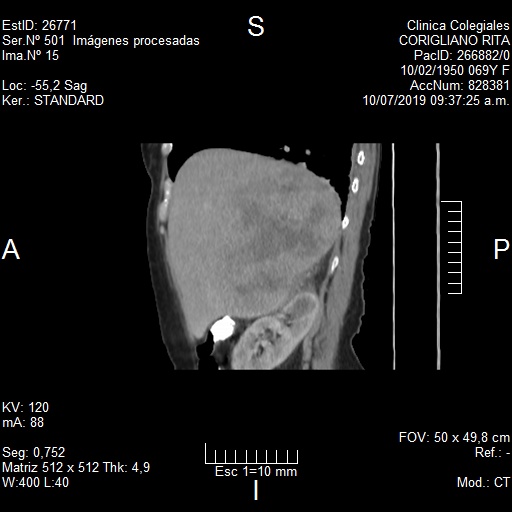 EstID: 26771
Ser.Nº 501 Imágenes procesadas
Ima.Nº 15
Loc: -55,2 Sag
Ker.: STANDARD
S
Clinica Colegiales
CORIGLIANO RITA
PacID: 266882/0
10/02/1950 069Y F
AccNum: 828381
10/07/2019 09:37:25 a.m.
A
P
KV: 120
mA: 88
Seg: 0,752
Matriz 512 x 512 Thk: 4,9
W:400 L:40
Esc 1=10 mm
I
FOV: 50 x 49,8 cm
Ref.: -
Mod.: CT